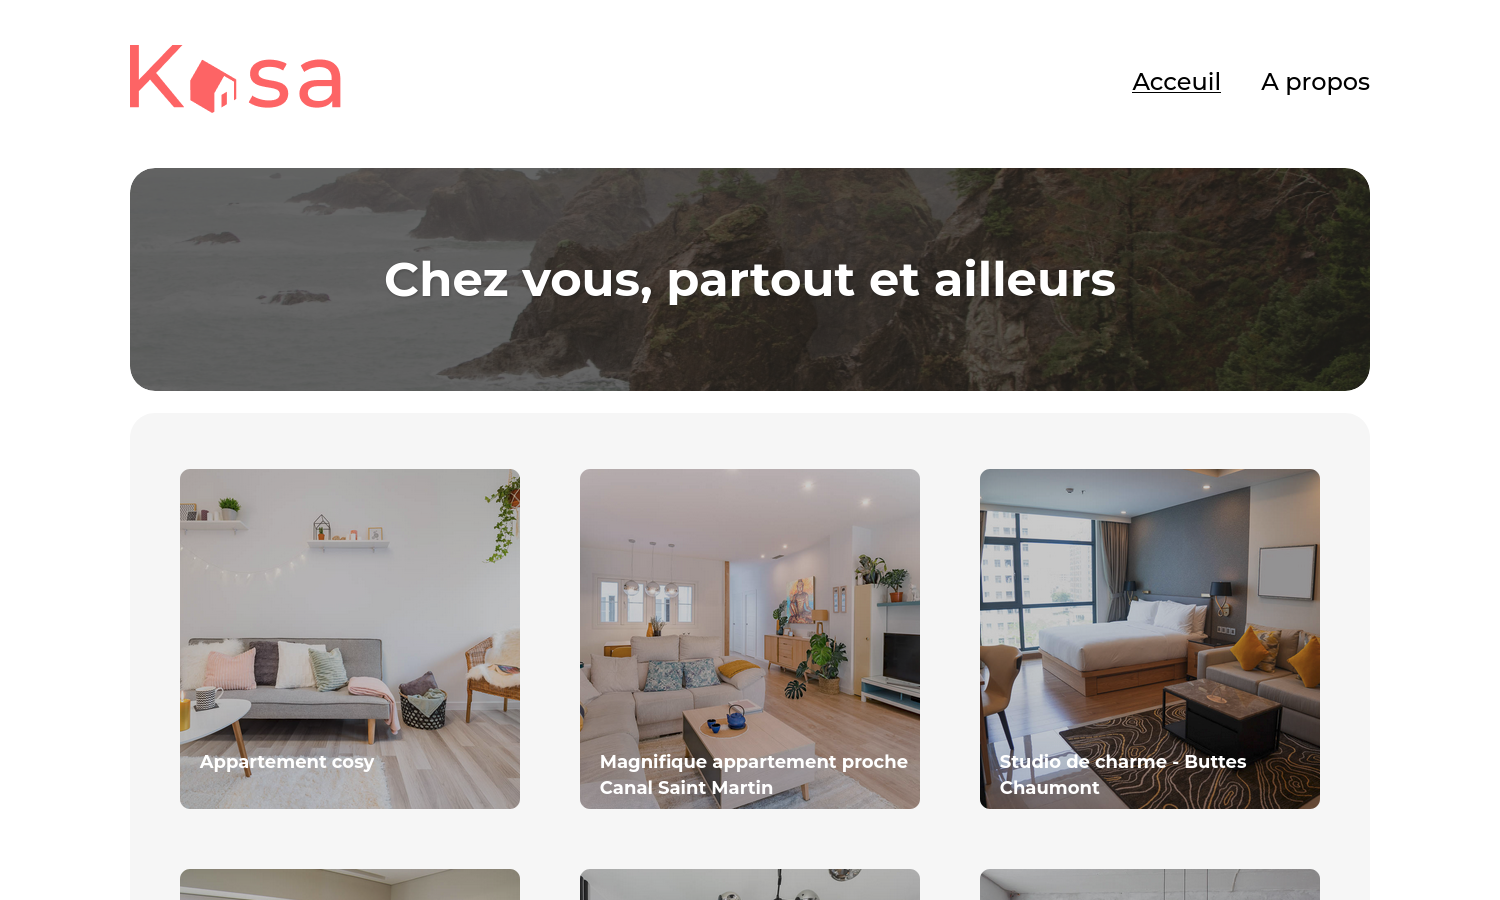 Kasa
Acceuil
A propos
Chez vous, partout et ailleurs
Appartement cosy
Magnifique appartement proche
Canal Saint Martin
Studio de charme - Buttes
Chaumont